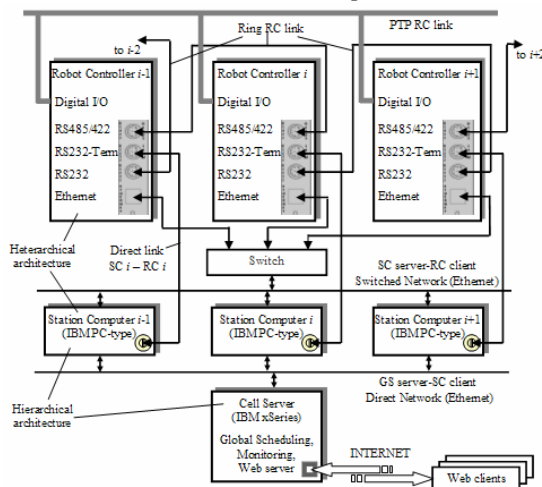 Ring RC link
PTP RC link
to i-2
to i+2
Robot Controller i-1
Digital I/O
RS485/422
RS232-Term
RS232
Ethernet
Robot Controller i
Digital I/O
RS485/422
RS232-Term
RS232
Ethernet
Robot Controller i+1
Digital I/O
RS485/422
RS232-Term
RS232
Ethernet
Heterarchical
architecture
Direct link
SC i – RC i
Switch
SC server-RC client
Switched Network (Ethernet)
Station Computer i-1
(IBMPC-type)
Station Computer i
(IBMPC-type)
Station Computer i+1
(IBMPC-type)
GS server-SC client
Direct Network (Ethernet)
Hierarchical
architecture
Cell Server
(IBM xSeries)
Global Scheduling,
Monitoring,
Web server
INTERNET
Web clients